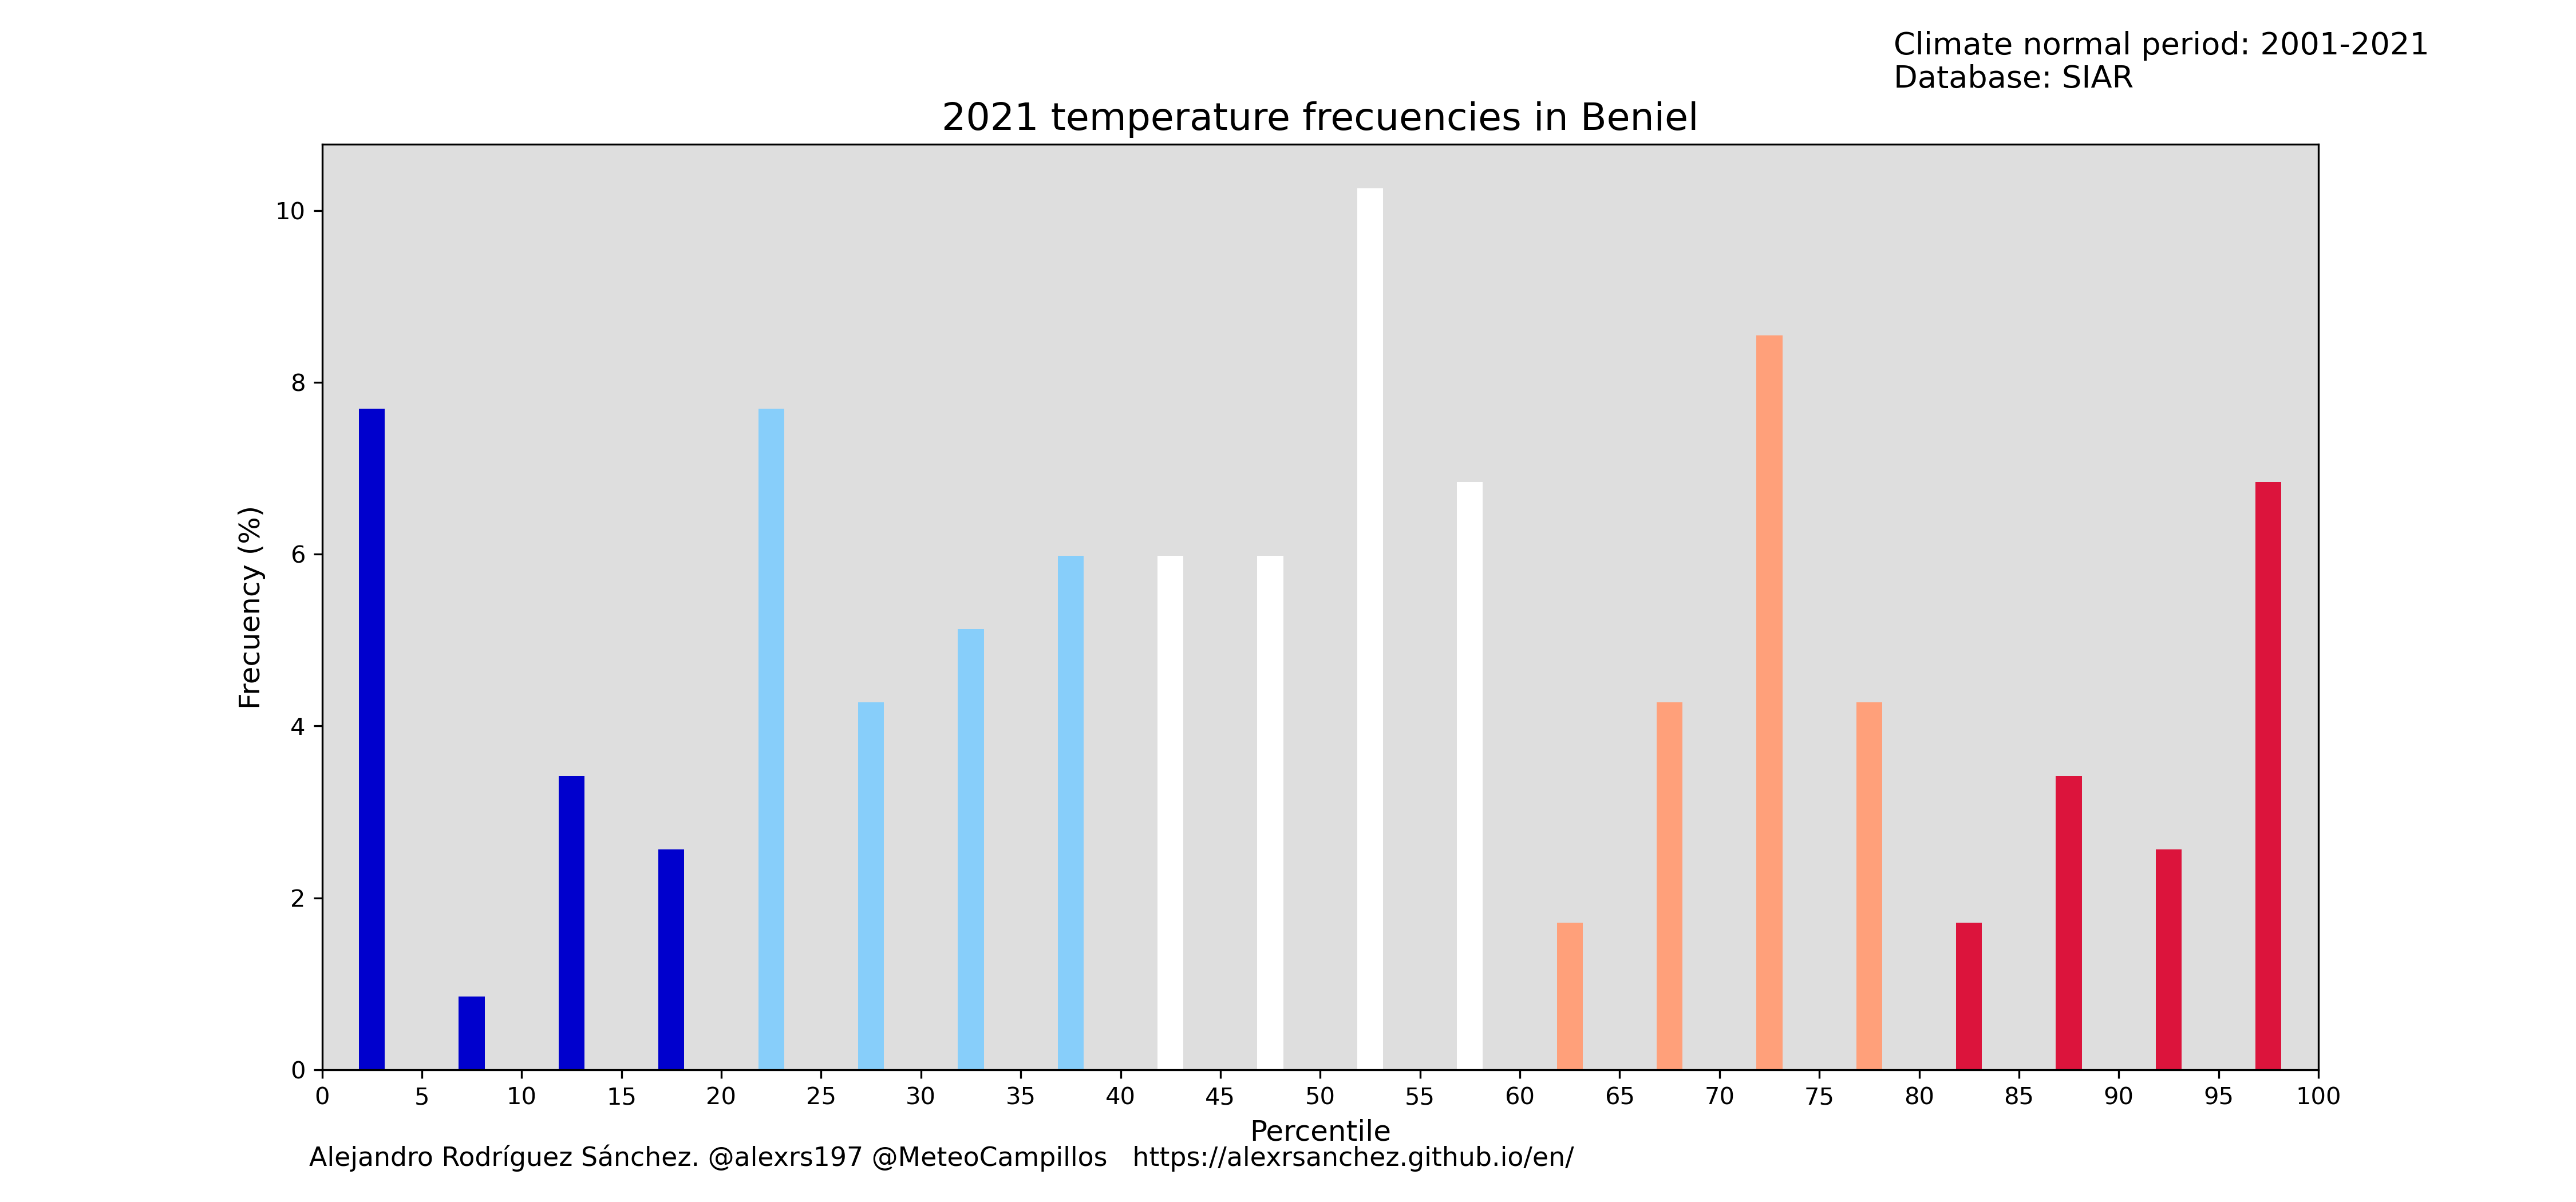 Climate normal period: 2001-2021
Database: SIAR
2021 temperature frecuencies in Beniel
10
8
6
4
2
0
Frecuency (%)
0 5 10 15 20 25 30 35 40 45 50 55 60 65 70 75 80 85 90 95 100
Percentile
Alejandro Rodríguez Sánchez. @alexrs197 @MeteoCampillos https://alexrsanchez.github.io/en/